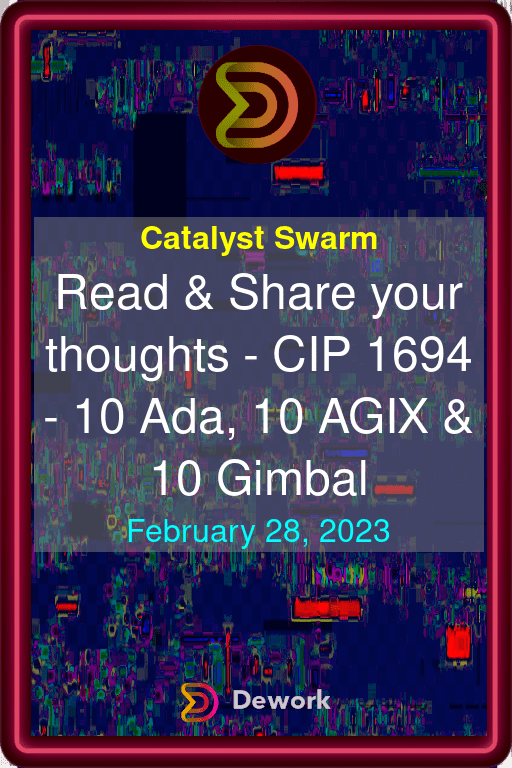 Catalyst Swarm
Read & Share your
thoughts - CIP 1694
- 10 Ada, 10 AGIX &
10 Gimbal
February 28, 2023
Dework